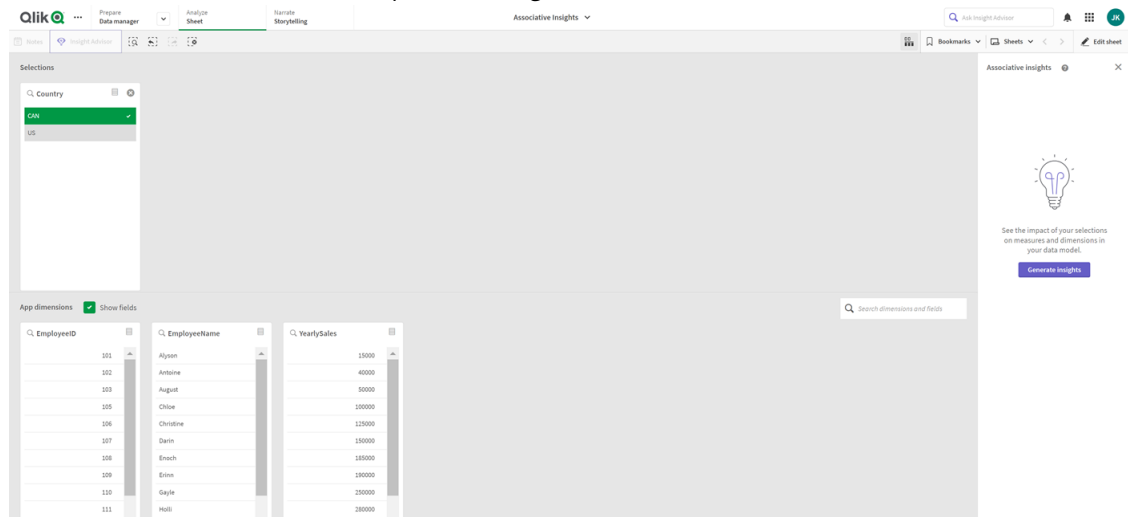 Qlik
Prepare
Data manager
Analyze
Sheet
Narrate
Storytelling
Associative Insights
Ask Insight Advisor
JK
Notes
Insight Advisor
Bookmarks
Sheets
Edit sheet
Selections
Country
CAN
US
Associative insights
See the impact of your selections
on measures and dimensions in
your data model.
Generate insights
App dimensions
Show fields
Search dimensions and fields
EmployeeID
EmployeeName
YearlySales
101 Alyson 15000
102 Antoine 40000
103 August 50000
105 Chloe 100000
106 Christine 125000
107 Darin 150000
108 Enoch 185000
109 Erinn 190000
110 Gayle 250000
111 Holli 280000